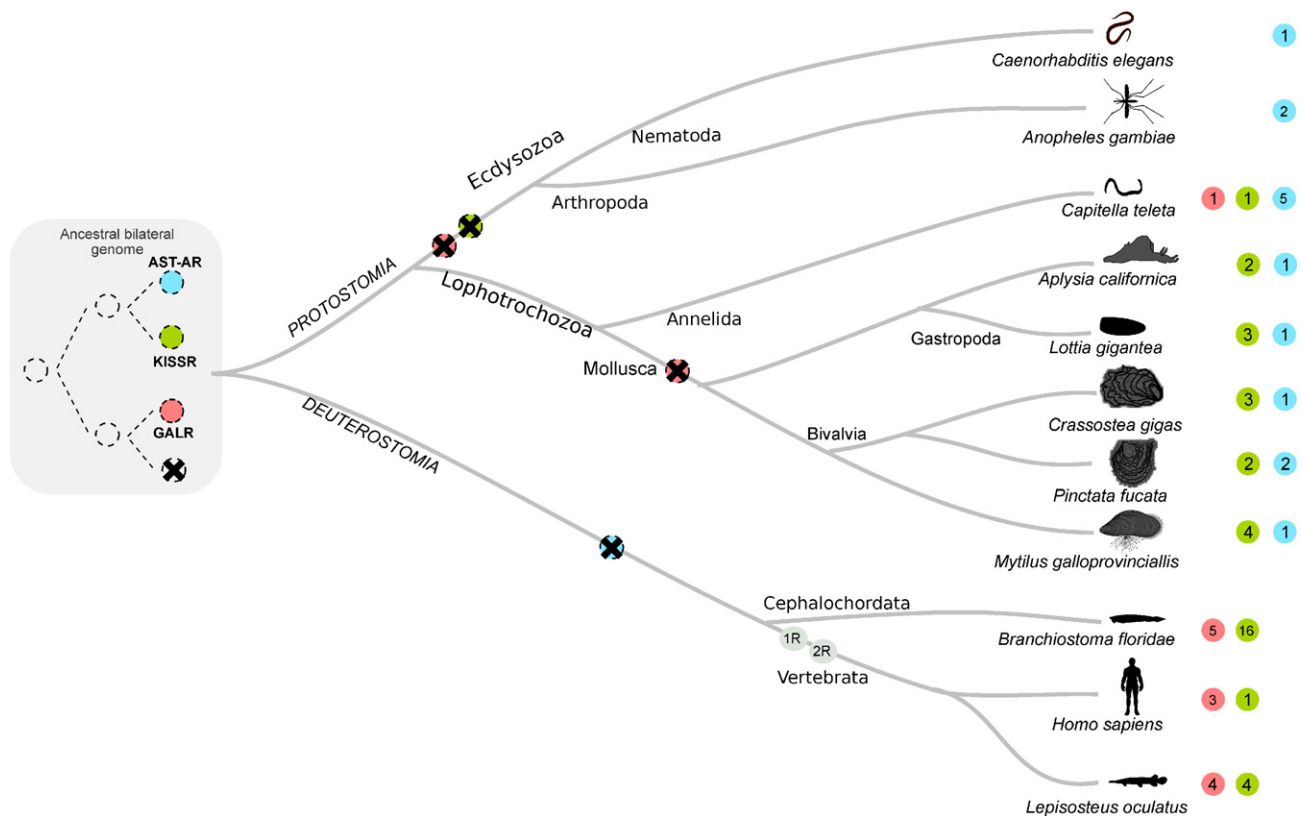 Caenorhabditis elegans
1
Anopheles gambiae
2
Nematoda
Ecdysozoa
Arthropoda
Capitella teleta
1 1 5
Ancestral bilateral
genome
AST-AR
KISSR
GALR
PROTOSTOMIA
Lophotrochozoa
Annelida
Aplysia californica
2 1
Gastropoda
Lottia gigantea
3 1
Mollusca
Crassostea gigas
3 1
Bivalvia
Pinctata fucata
2 2
Mytilus galloprovinciallis
4 1
DEUTEROSTOMIA
Cephalochordata
Branchiostoma floridae
5 16
1R
2R
Vertebrata
Homo sapiens
3 1
Lepisosteus oculatus
4 4